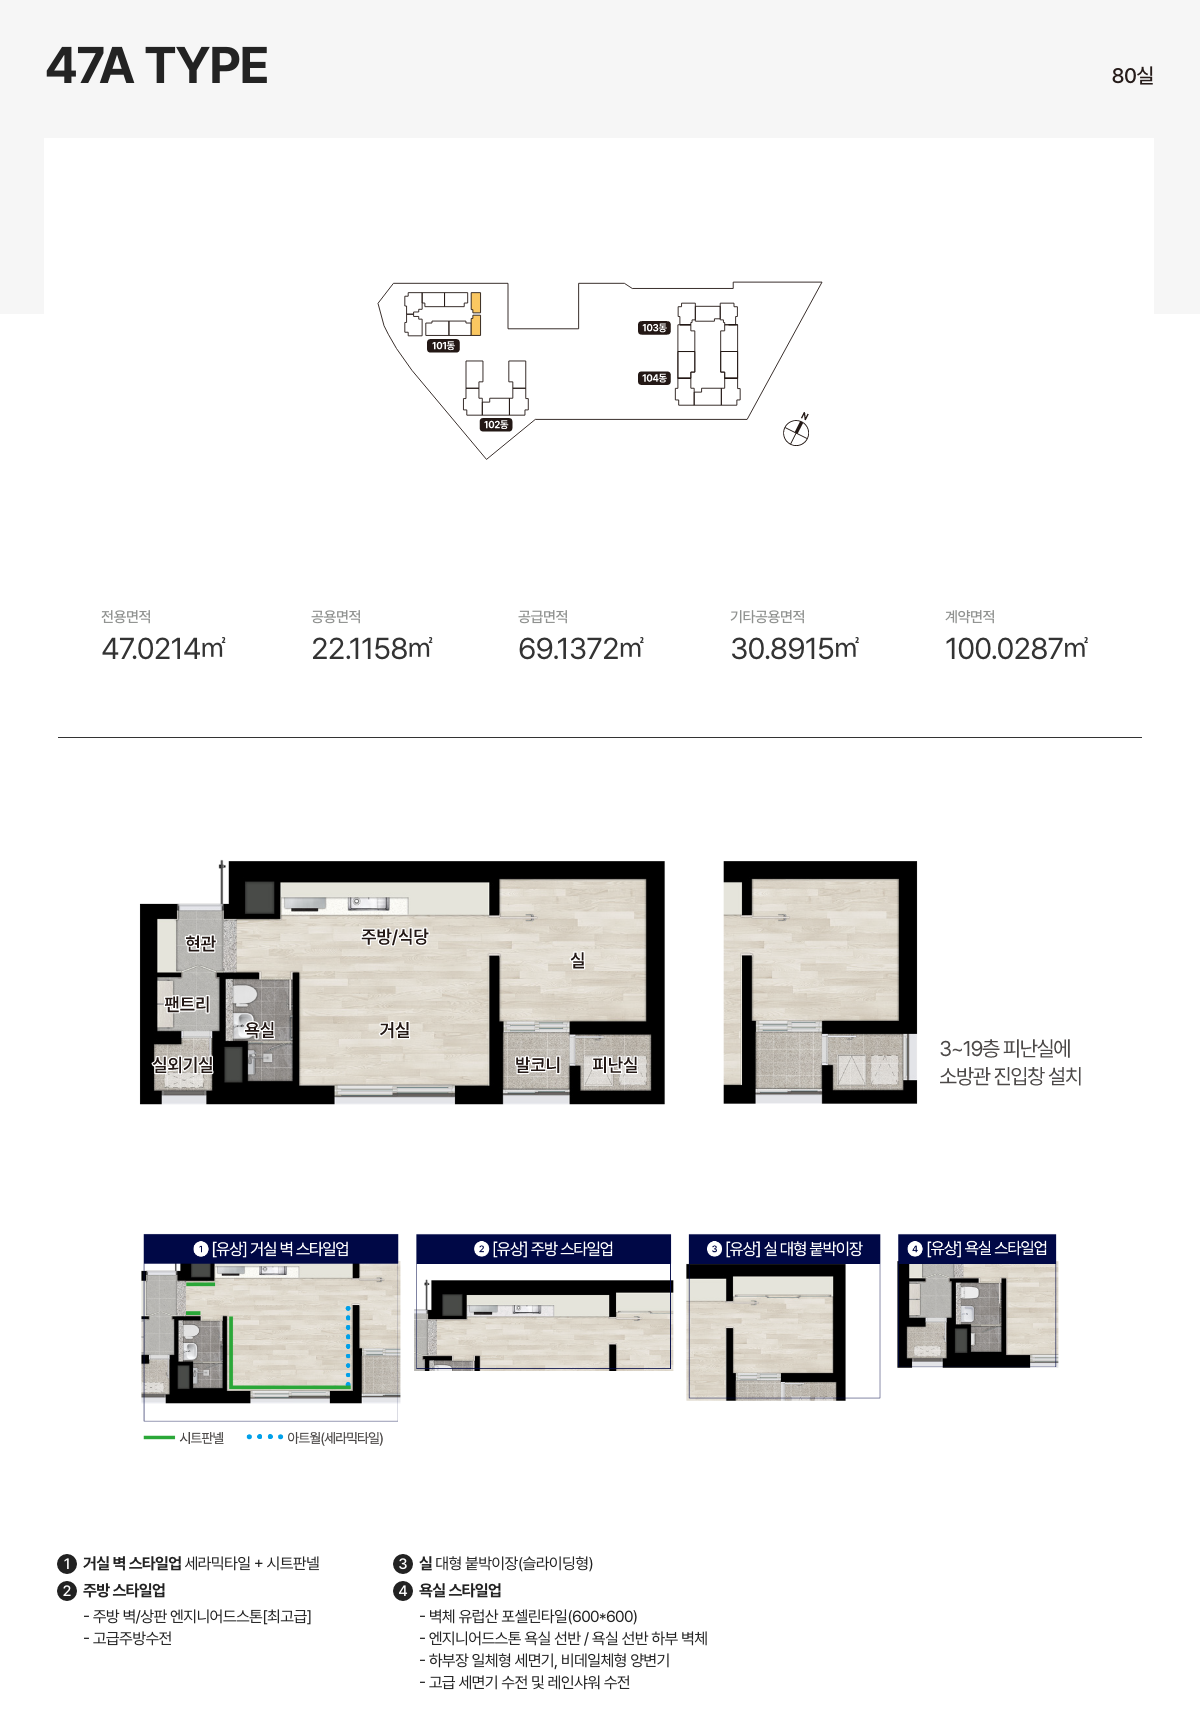 47A TYPE
80실
101동
102동
103동
104동
N
전용면적
47.0214㎡
공용면적
22.1158㎡
공급면적
69.1372㎡
기타공용면적
30.8915㎡
계약면적
100.0287㎡
현관
주방/식당
실
팬트리
욕실
거실
실외기실
발코니
피난실
3~19층 피난실에
소방관 진입창 설치
1 [유상] 거실 벽 스타일업
2 [유상] 주방 스타일업
3 [유상] 실 대형 붙박이장
4 [유상] 욕실 스타일업
시트판넬
아트월(세라믹타일)
1 거실 벽 스타일업 세라믹타일 + 시트판넬
2 주방 스타일업
- 주방 벽/상판 엔지니어드스톤[최고급]
- 고급주방수전
3 실 대형 붙박이장(슬라이딩형)
4 욕실 스타일업
- 벽체 유럽산 포셀린타일(600*600)
- 엔지니어드스톤 욕실 선반 / 욕실 선반 하부 벽체
- 하부장 일체형 세면기, 비데일체형 양변기
- 고급 세면기 수전 및 레인샤워 수전